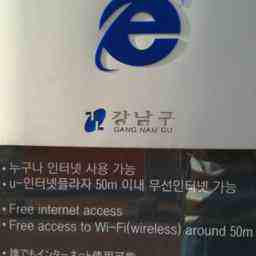 강남구
GANG NAM GU
• 누구나 인터넷 사용 가능
• u-인터넷플라자 50m 이내 무선인터넷 가능
• Free internet access
• Free access to Wi-Fi(wireless) around 50m
• 誰でもインターネット使用可能